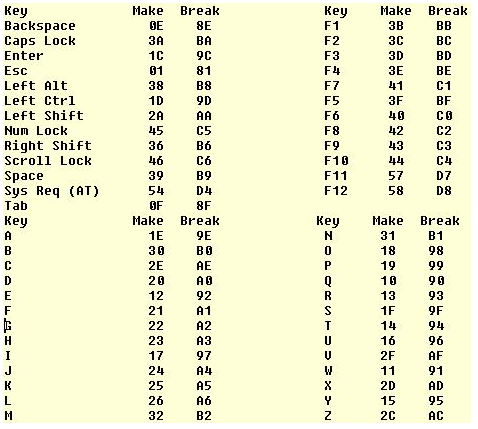 Key Make Break Key Make Break
Backspace 0E 8E F1 3B BB
Caps Lock 3A BA F2 3C BC
Enter 1C 9C F3 3D BD
Esc 01 81 F4 3E BE
Left Alt 38 B8 F7 41 C1
Left Ctrl 1D 9D F5 3F BF
Left Shift 2A AA F6 40 C0
Num Lock 45 C5 F8 42 C2
Right Shift 36 B6 F9 43 C3
Scroll Lock 46 C6 F10 44 C4
Space 39 B9 F11 57 D7
Sys Req (AT) 54 D4 F12 58 D8
Tab 0F 8F
Key Make Break Key Make Break
A 1E 9E N 31 B1
B 30 B0 O 18 98
C 2E AE P 19 99
D 20 A0 Q 10 90
E 12 92 R 13 93
F 21 A1 S 1F 9F
G 22 A2 T 14 94
H 23 A3 U 16 96
I 17 97 V 2F AF
J 24 A4 W 11 91
K 25 A5 X 2D AD
L 26 A6 Y 15 95
M 32 B2 Z 2C AC